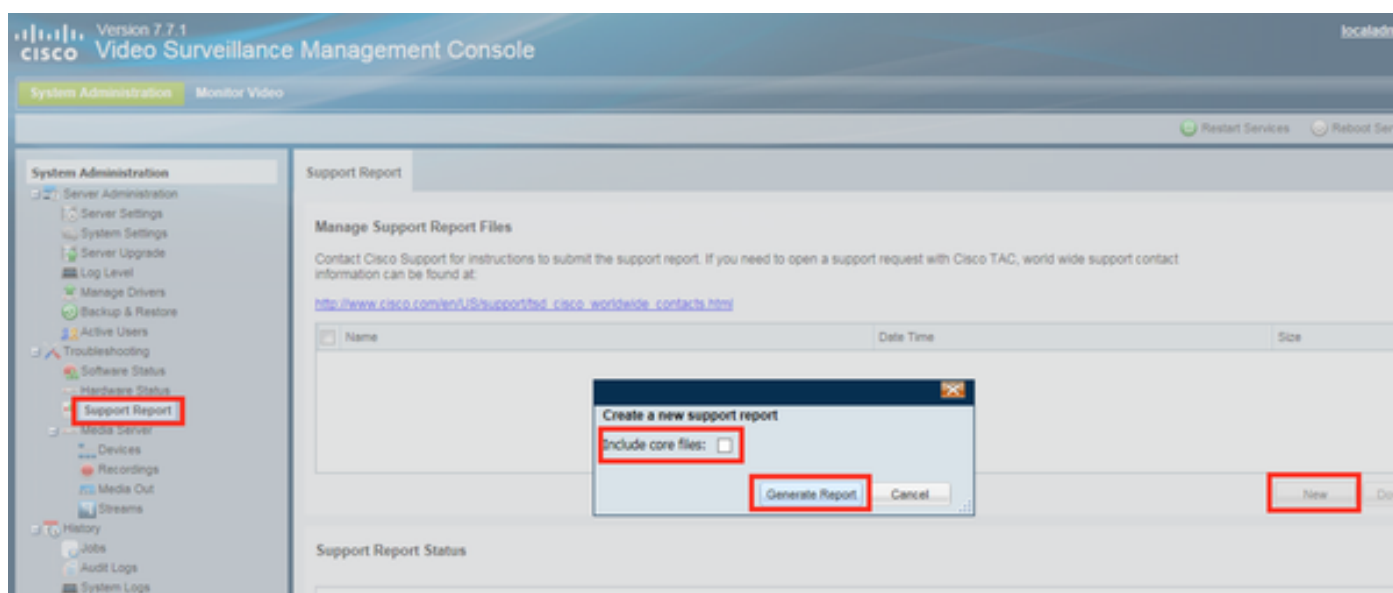 Version 7.7.1
cisco Video Surveillance Management Console
System Administration Monitor Video
Restart Services
System Administration
Server Administration
Server Settings
System Settings
Server Upgrade
Log Level
Manage Drivers
Backup & Restore
Active Users
Troubleshooting
Software Status
Hardware Status
Support Report
Media Server
Devices
Recordings
Media Out
Streams
History
Jobs
Audit Logs
System Logs
Support Report
Manage Support Report Files
Contact Cisco Support for instructions to submit the support report. If you need to open a support request with Cisco TAC, world wide support contact
information can be found at:
http://www.cisco.com/en/US/support/tsd_cisco_worldwide_contacts.html
Name Date Time Size
Create a new support report
Include core files:
Generate Report Cancel
New
Support Report Status